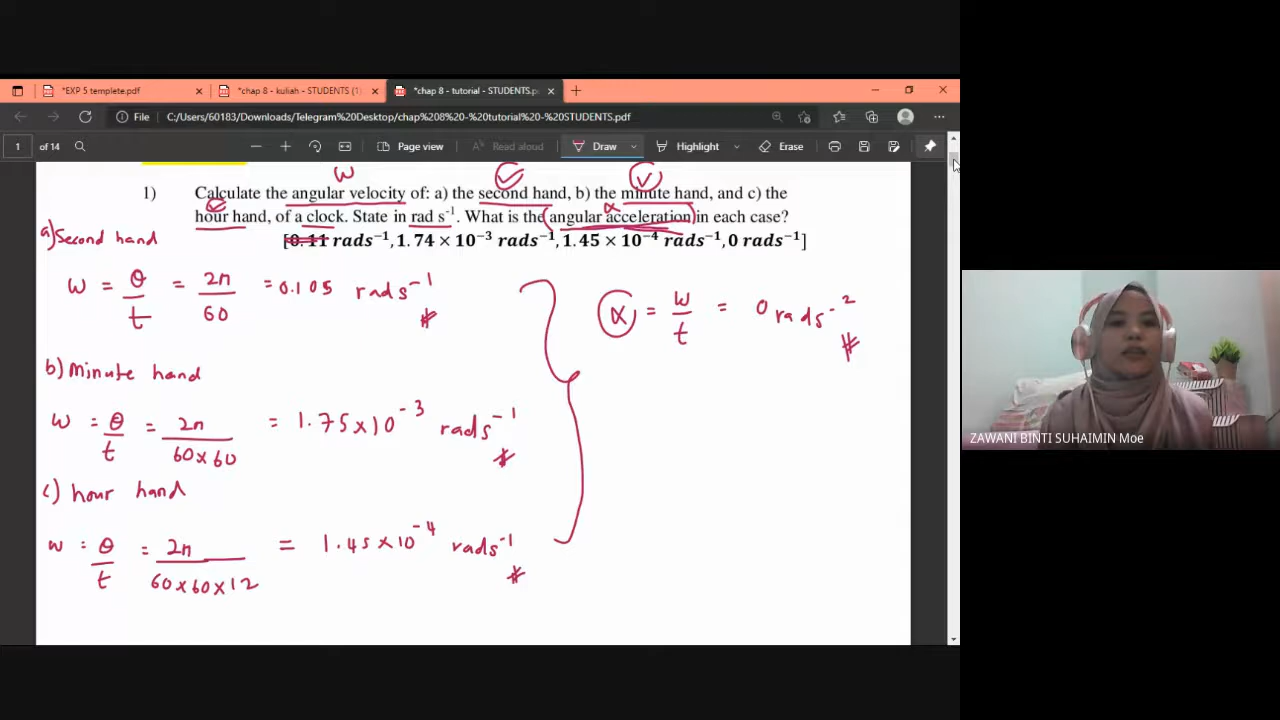 *EXP 5 templete.pdf
*chap 8 - kuliah - STUDENTS (1)
*chap 8 - tutorial - STUDENTS.p
File
C:/Users/60183/Downloads/Telegram%20Desktop/chap%208%20-%20tutorial%20-%20STUDENTS.pdf
1 of 14
Page view
Read aloud
Draw
Highlight
Erase
ω
1) Calculate the angular velocity of: a) the second hand, b) the minute hand, and c) the
α
hour hand, of a clock. State in rad s⁻¹. What is the angular acceleration in each case?
[0.11 rads⁻¹, 1.74 × 10⁻³ rads⁻¹, 1.45 × 10⁻⁴ rads⁻¹, 0 rads⁻¹]
a) Second hand
ω = θ/t = 2π/60 = 0.105 rads⁻¹
α = ω/t = 0 rads⁻²
b) Minute hand
ω = θ/t = 2π/60×60 = 1.75×10⁻³ rads⁻¹
c) hour hand
ω = θ/t = 2π/60×60×12 = 1.45×10⁻⁴ rads⁻¹
ZAWANI BINTI SUHAIMIN Moe